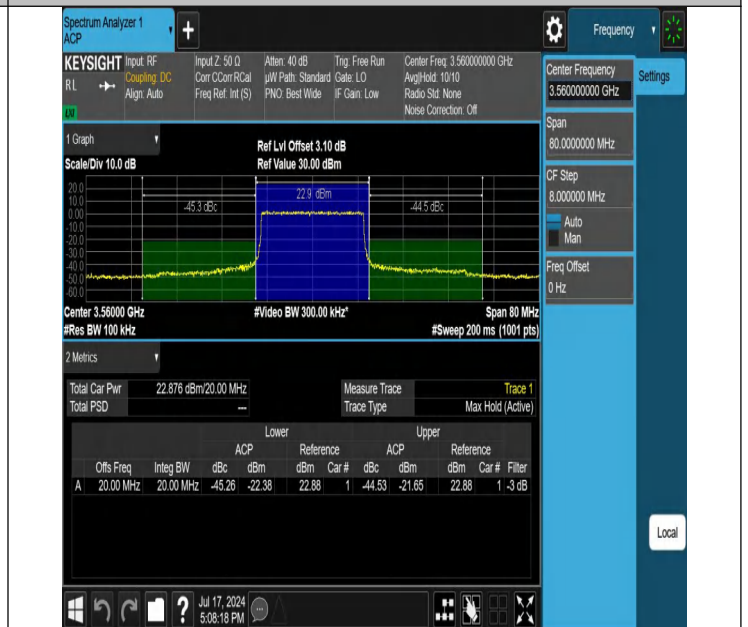 Spectrum Analyzer 1
ACP
+
Frequency
KEYSIGHT Input: RF Input Z: 50 Ω Atten: 40 dB Trig: Free Run Center Freq: 3.560000000 GHz
RL Coupling: DC Corr CCorr RCal µW Path: Standard Gate: LO Avg|Hold: 10/10
Align: Auto Freq Ref: Int (S) PNO: Best Wide IF Gain: Low Radio Std: None
Noise Correction: Off
Center Frequency
3.560000000 GHz
Settings
Span
80.0000000 MHz
CF Step
8.000000 MHz
Auto
Man
Freq Offset
0 Hz
1 Graph
Ref Lvl Offset 3.10 dB
Scale/Div 10.0 dB Ref Value 30.00 dBm
20.0
10.0
0.00
-10.0
-20.0
-30.0
-40.0
-50.0
-60.0
-45.3 dBc 22.9 dBm -44.5 dBc
Center 3.56000 GHz #Video BW 300.00 kHz* Span 80 MHz
#Res BW 100 kHz #Sweep 200 ms (1001 pts)
2 Metrics
Total Car Pwr 22.876 dBm/20.00 MHz Measure Trace Trace 1
Total PSD --- Trace Type Max Hold (Active)
Lower Upper
ACP Reference ACP Reference
Offs Freq Integ BW dBc dBm dBm Car # dBc dBm dBm Car # Filter
A 20.00 MHz 20.00 MHz -45.26 -22.38 22.88 1 -44.53 -21.65 22.88 1 -3 dB
Local
? Jul 17, 2024
5:08:18 PM